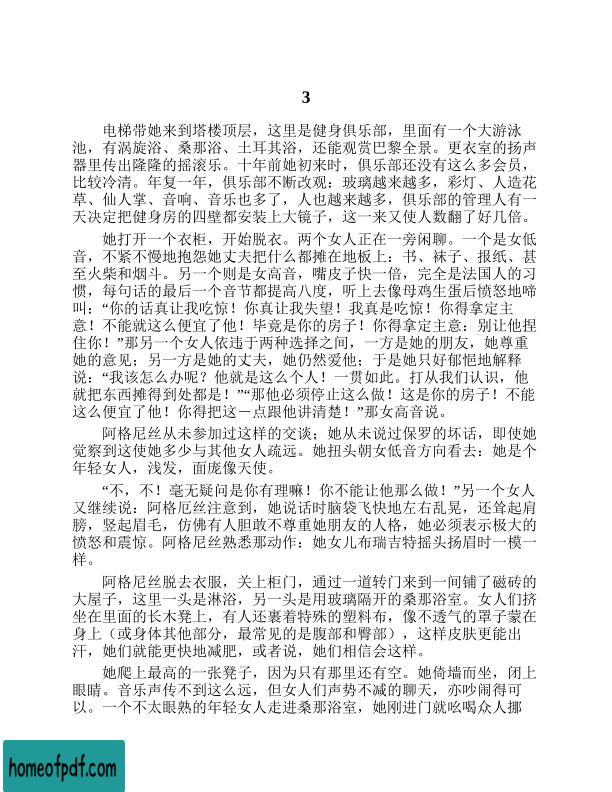 3
电梯带她来到塔楼顶层，这里是健身俱乐部，里面有一个大游泳
池，有涡旋浴、桑那浴、土耳其浴，还能观赏巴黎全景。更衣室的扬声
器里传出隆隆的摇滚乐。十年前她初来时，俱乐部还没有这么多会员，
比较冷清。年复一年，俱乐部不断改观：玻璃越来越多，彩灯、人造花
草、仙人掌、音响、音乐也多了，人也越来越多，俱乐部的管理人有一
天决定把健身房的四壁都安装上大镜子，这一来又使人数翻了好几倍。
她打开一个衣柜，开始脱衣。两个女人正在一旁闲聊。一个是女低
音，不紧不慢地抱怨她丈夫把什么都摊在地板上：书、袜子、报纸、甚
至火柴和烟斗。另一个则是女高音，嘴皮子快一倍，完全是法国人的习
惯，每句话的最后一个音节都提高八度，听上去像母鸡生蛋后愤怒地啼
叫：“你的话真让我吃惊！你真让我失望！我真是吃惊！你得拿定主
意！不能就这么便宜了他！毕竟是你的房子！你得拿定主意：别让他捏
住你！”那另一个女人依违于两种选择之间，一方是她的朋友，她尊重
她的意见；另一方是她的丈夫，她仍然爱他；于是她只好郁悒地解释
说：“我该怎么办呢？他就是这么个人！一贯如此。打从我们认识，他
就把东西摊得到处都是！”“那他必须停止这么做！这是你的房子！不能
这么便宜了他！你得把这－点跟他讲清楚！”那女高音说。
阿格尼丝从未参加过这样的交谈；她从未说过保罗的坏话，即使她
觉察到这使她多少与其他女人疏远。她扭头朝女低音方向看去：她是个
年轻女人，浅发，面庞像天使。
“不，不！毫无疑问是你有理嘛！你不能让他那么做！”另一个女人
又继续说：阿格厄丝注意到，她说话时脑袋飞快地左右乱晃，还耸起肩
膀，竖起眉毛，仿佛有人胆敢不尊重她朋友的人格，她必须表示极大的
愤怒和震惊。阿格尼丝熟悉那动作：她女儿布瑞吉特摇头扬眉时一模一
样。
阿格尼丝脱去衣服，关上柜门，通过一道转门来到一间铺了磁砖的
大屋子，这里一头是淋浴，另一头是用玻璃隔开的桑那浴室。女人们挤
坐在里面的长木凳上，有人还裹着特殊的塑料布，像不透气的罩子蒙在
身上（或身体其他部分，最常见的是腹部和臀部），这样皮肤更能出
汗，她们就能更快地减肥，或者说，她们相信会这样。
她爬上最高的一张凳子，因为只有那里还有空。她倚墙而坐，闭上
眼睛。音乐声传不到这么远，但女人们声势不减的聊天，亦吵闹得可
以。一个不太眼熟的年轻女人走进桑那浴室，她刚进门就吆喝众人挪
homeofpdf.com